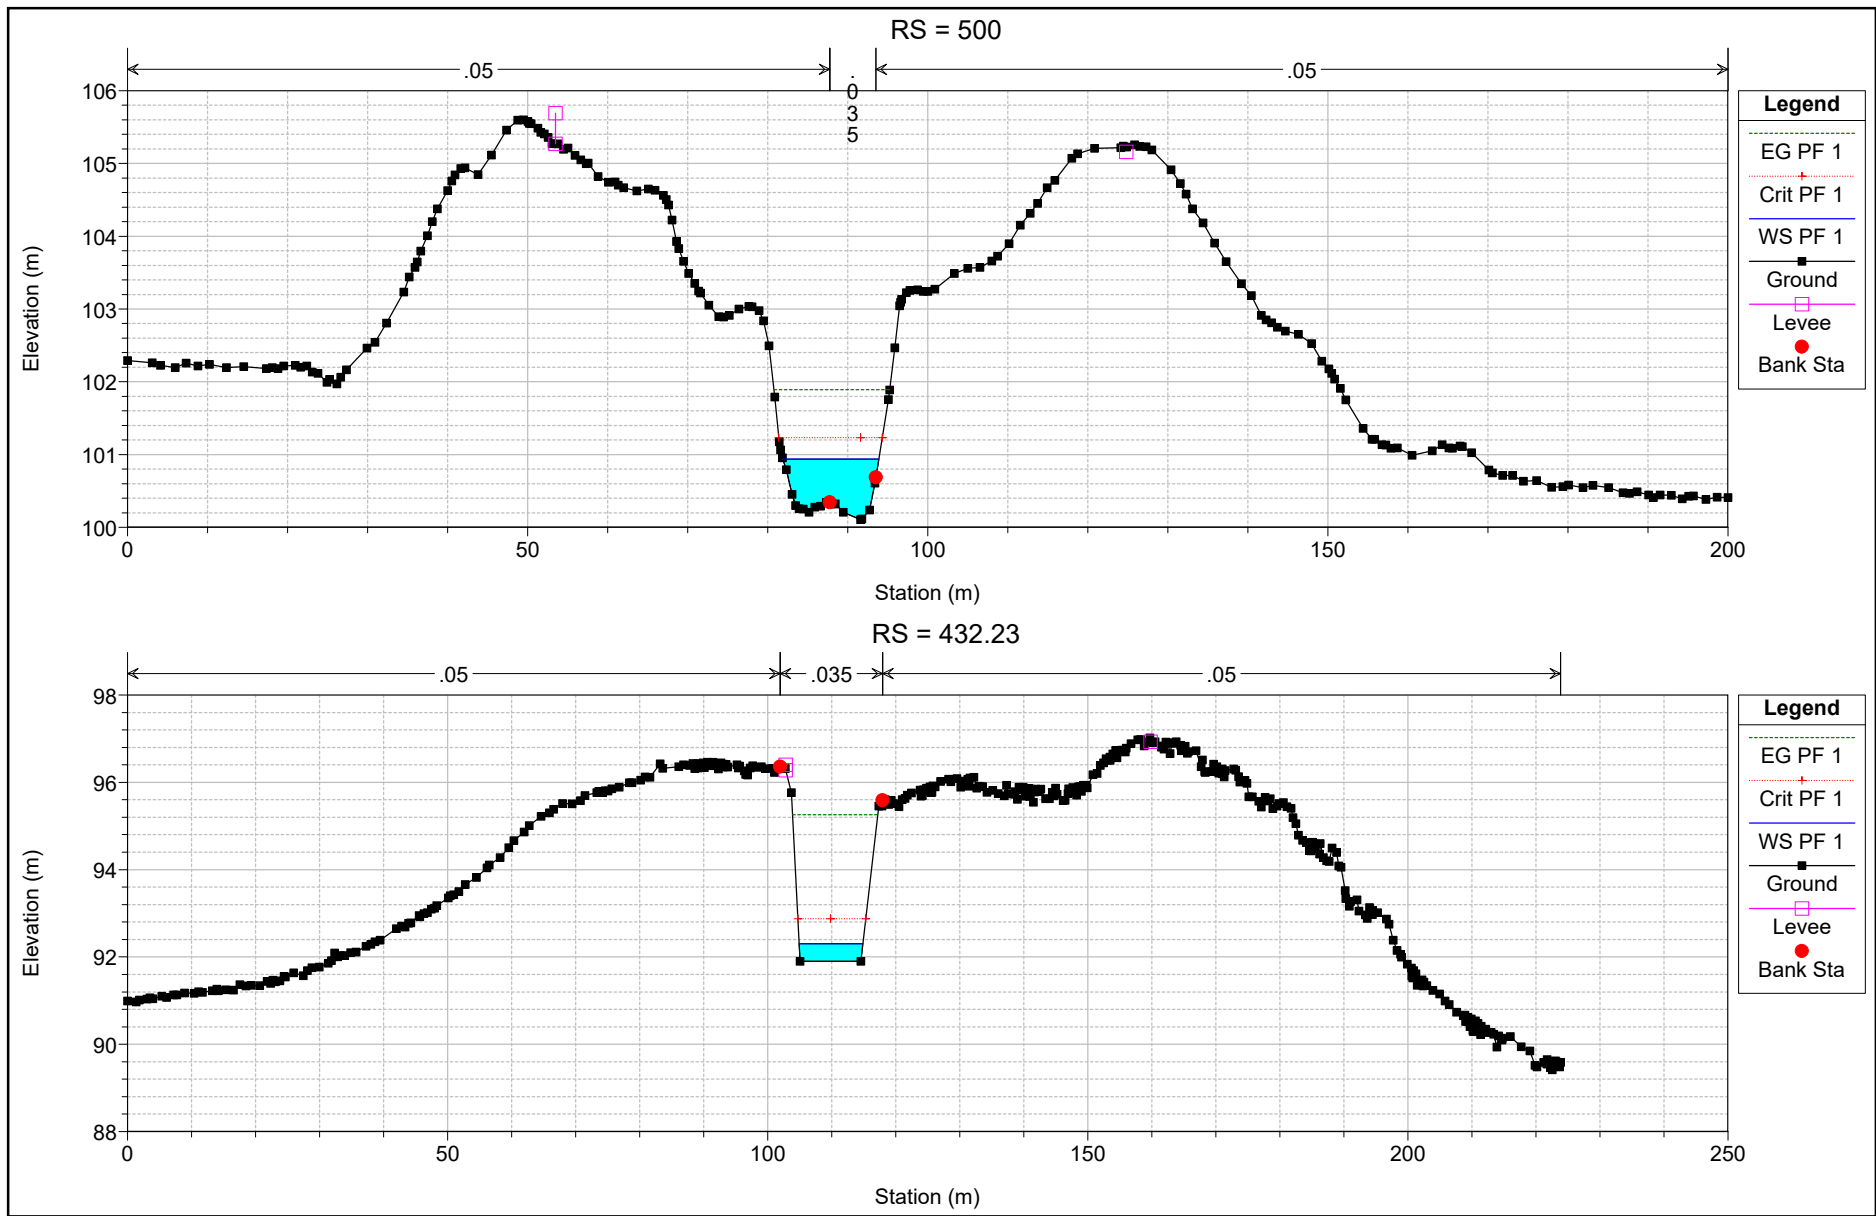 RS = 500
.05
.035
.05
106
105
104
103
102
101
100
0
50
100
150
200
Elevation (m)
Station (m)
Legend
EG PF 1
Crit PF 1
WS PF 1
Ground
Levee
Bank Sta
RS = 432.23
.05
.035
.05
98
96
94
92
90
88
0
50
100
150
200
250
Elevation (m)
Station (m)
Legend
EG PF 1
Crit PF 1
WS PF 1
Ground
Levee
Bank Sta